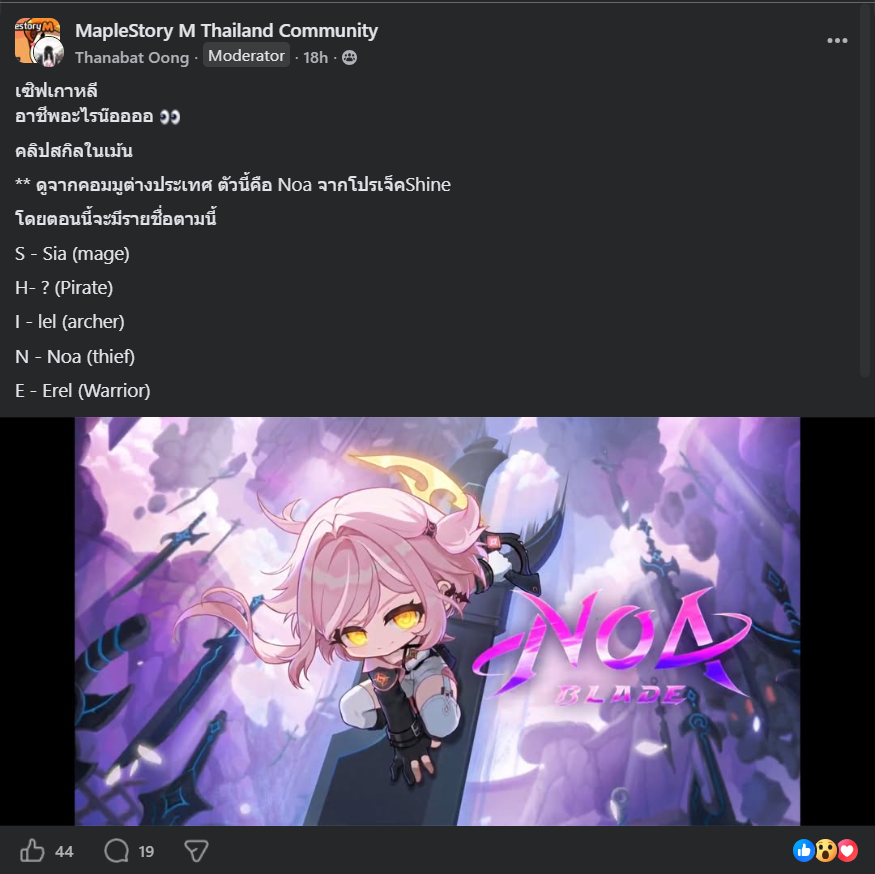 estoryM
MapleStory M Thailand Community
Thanabat Oong · Moderator · 18h ·
เซิฟเกาหลี
อาชีพอะไรน๊ออออ 👀
คลิปสกิลในเม้น
** ดูจากคอมมูต่างประเทศ ตัวนี้คือ Noa จากโปรเจ็คShine
โดยตอนนี้จะมีรายชื่อตามนี้
S - Sia (mage)
H- ? (Pirate)
I - lel (archer)
N - Noa (thief)
E - Erel (Warrior)
NOA
BLADE
44
19